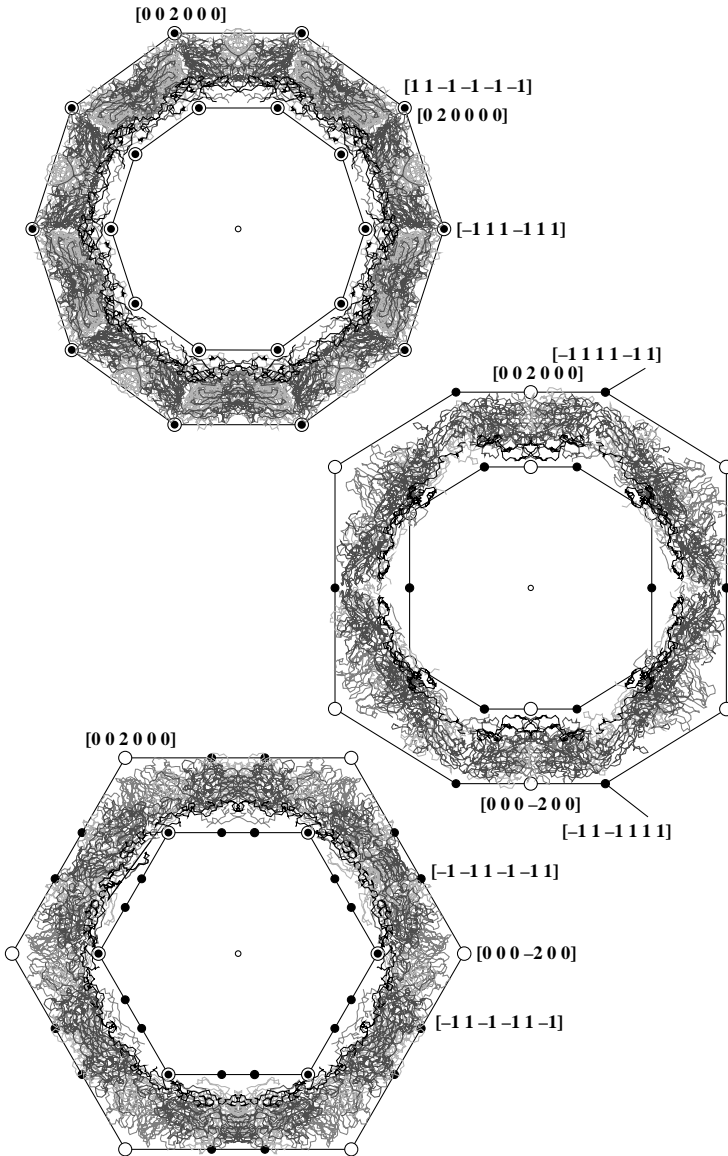 [0 0 2 0 0 0]
[1 1 –1 –1 –1 –1]
[0 2 0 0 0 0]
[–1 1 1 –1 1 1]
[–1 1 1 1 –1 1]
[0 0 2 0 0 0]
[0 0 0 –2 0 0]
[–1 1 –1 1 1 1]
[0 0 2 0 0 0]
[–1 –1 1 –1 –1 1]
[0 0 0 –2 0 0]
[–1 1 –1 –1 1 –1]